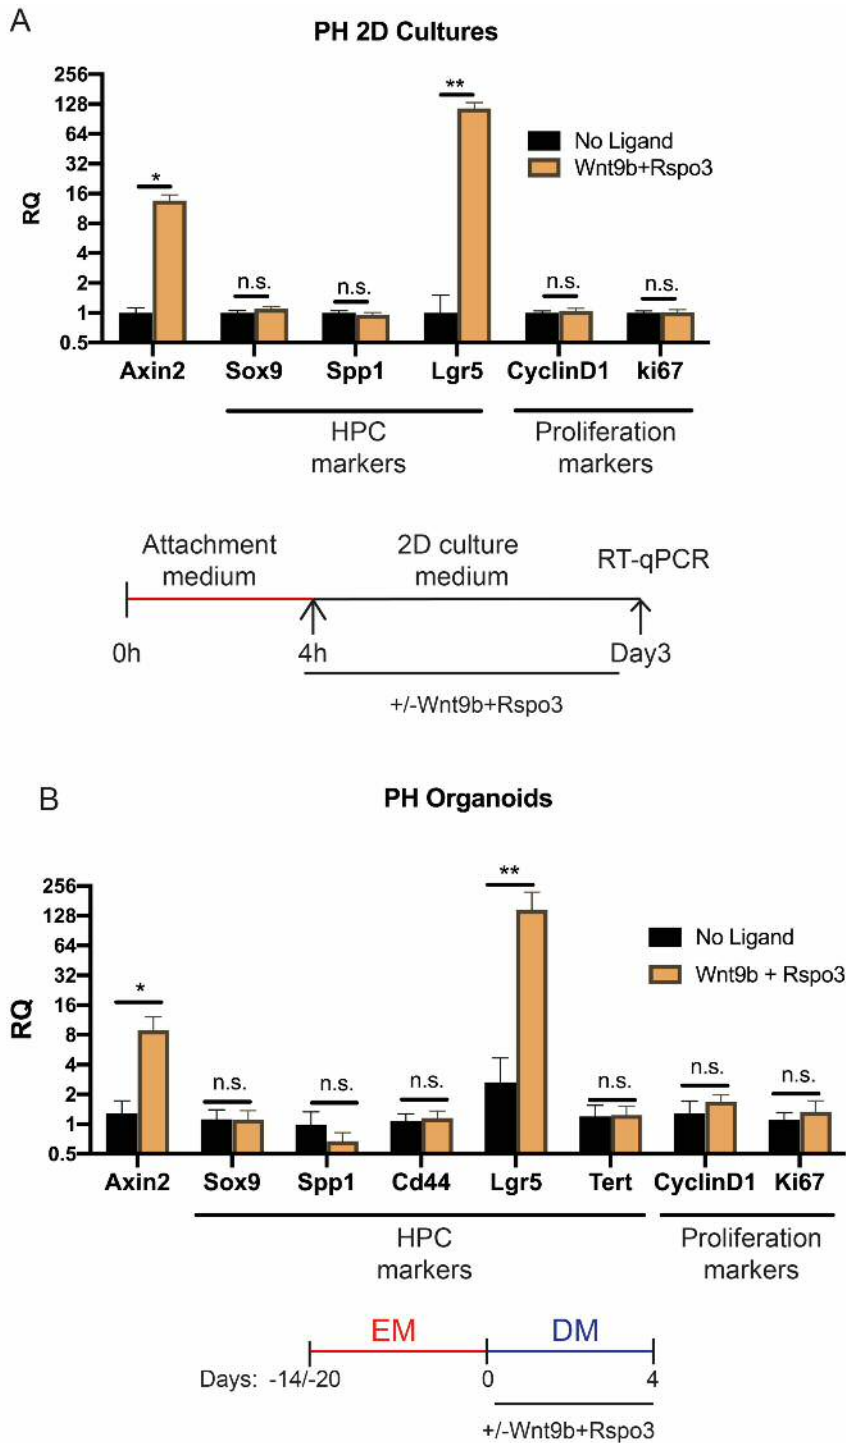 A
PH 2D Cultures
256
128
64
32
16
8
4
2
1
0.5
RQ
*
n.s.
n.s.
**
n.s.
n.s.
No Ligand
Wnt9b+Rspo3
Axin2 Sox9 Spp1 Lgr5 CyclinD1 ki67
HPC
markers
Proliferation
markers
Attachment
medium
2D culture
medium
RT-qPCR
0h 4h Day3
+/-Wnt9b+Rspo3
B
PH Organoids
256
128
64
32
16
8
4
2
1
0.5
RQ
*
n.s.
n.s.
n.s.
**
n.s.
n.s.
n.s.
No Ligand
Wnt9b + Rspo3
Axin2 Sox9 Spp1 Cd44 Lgr5 Tert CyclinD1 Ki67
HPC
markers
Proliferation
markers
EM DM
Days: -14/-20 0 4
+/-Wnt9b+Rspo3